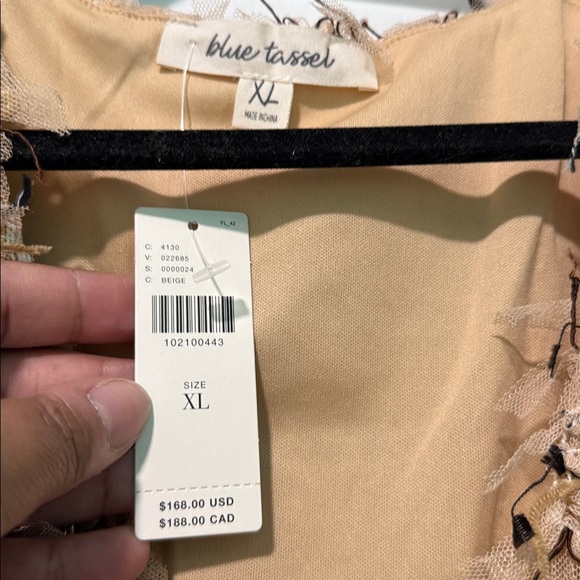 blue tassel
XL
MADE IN CHINA
FL_42
C: 4130
V: 022685
S: 0000024
C: BEIGE
102100443
SIZE
XL
$168.00 USD
$188.00 CAD